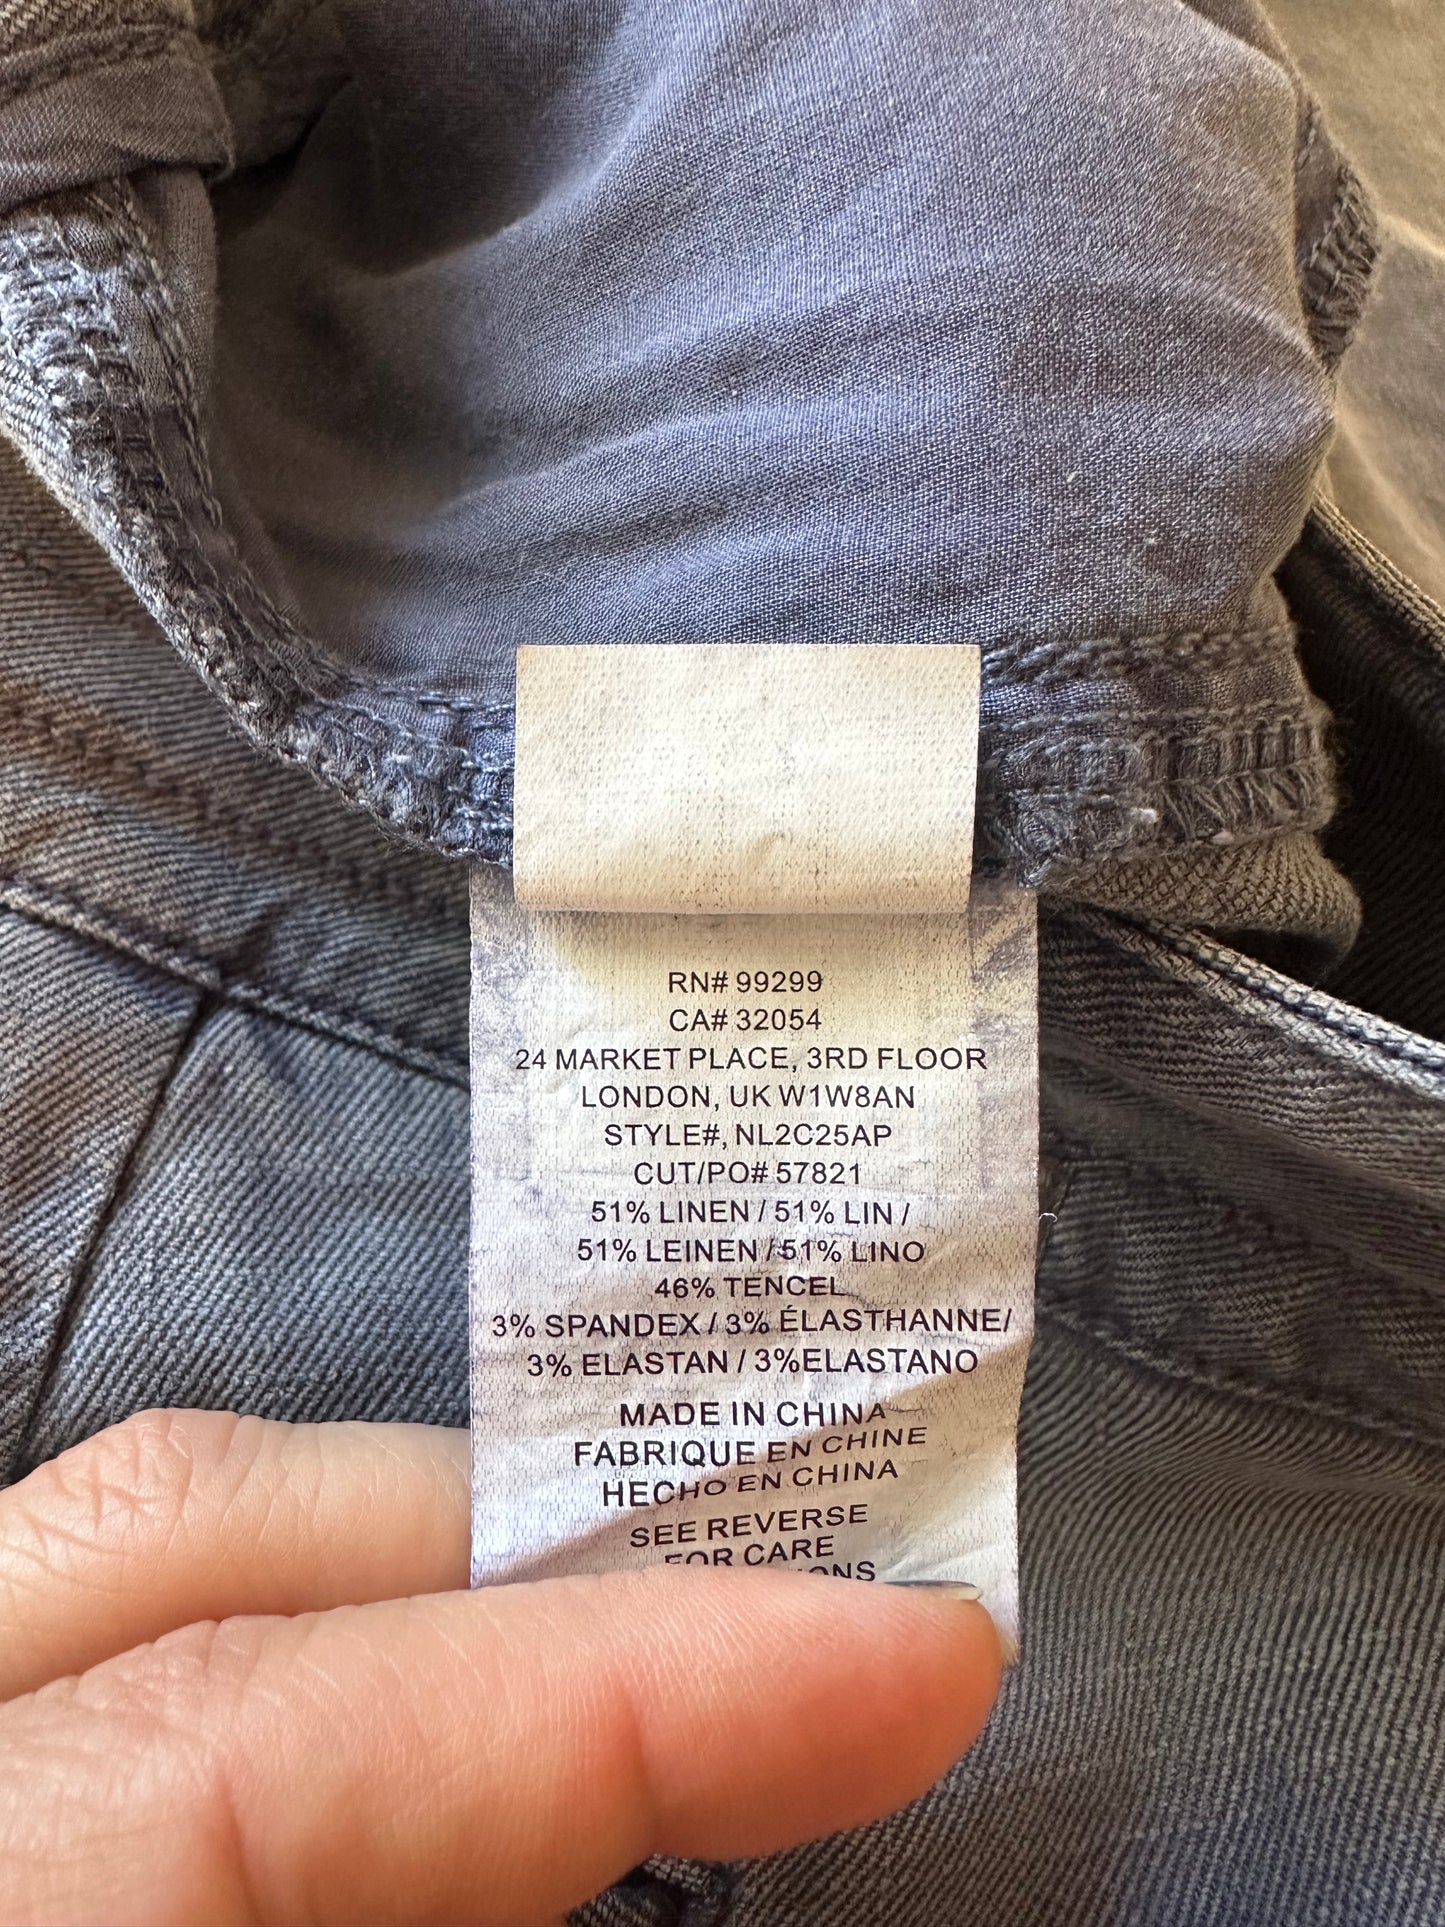 RN# 99299
CA# 32054
24 MARKET PLACE, 3RD FLOOR
LONDON, UK W1W8AN
STYLE#, NL2C25AP
CUT/PO# 57821
51% LINEN / 51% LIN /
51% LEINEN / 51% LINO
46% TENCEL
3% SPANDEX / 3% ÉLASTHANNE/
3% ELASTAN / 3%ELASTANO
MADE IN CHINA
FABRIQUE EN CHINE
HECHO EN CHINA
SEE REVERSE
FOR CARE